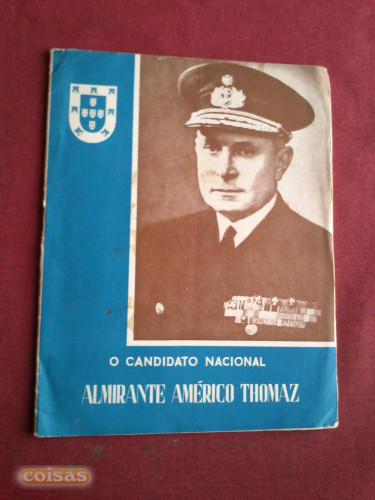 O CANDIDATO NACIONAL
ALMIRANTE AMÉRICO THOMAZ
coisas